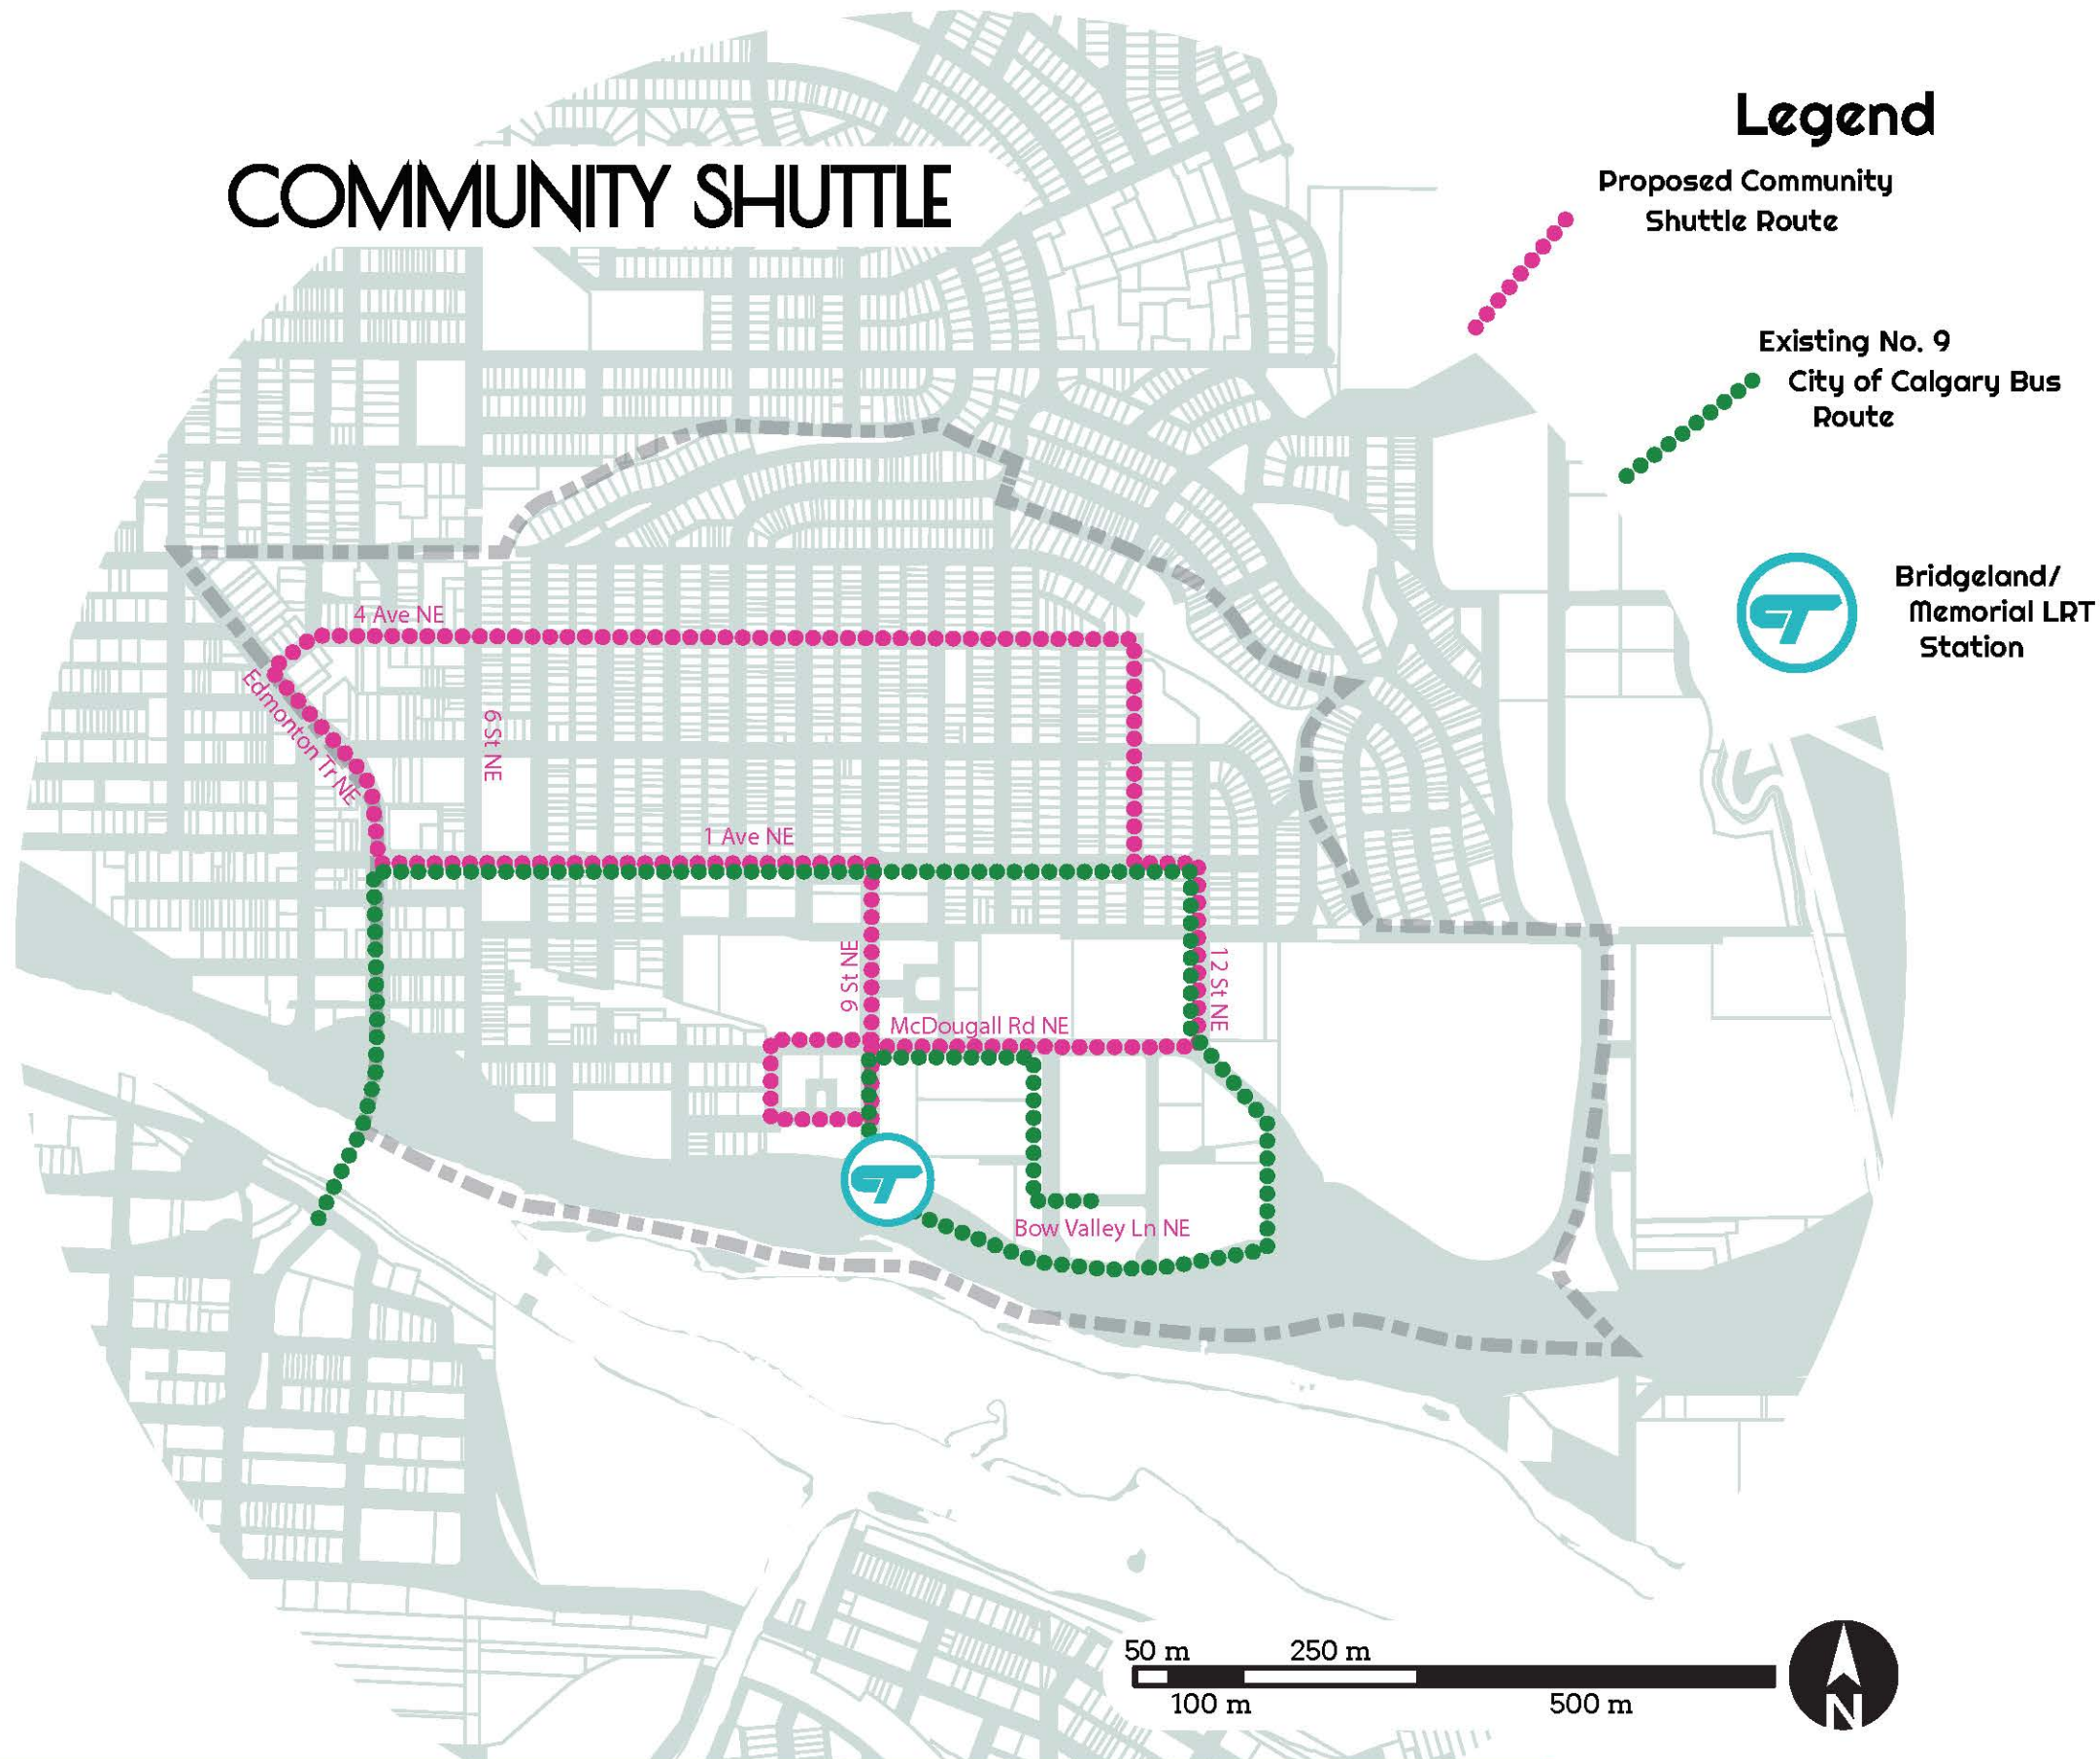 Legend
Proposed Community
Shuttle Route
COMMUNITY SHUTTLE
Existing No. 9
City of Calgary Bus
Route
Bridgeland/
Memorial LRT
Station
4 Ave NE
Edmonton Tr NE
6 St NE
1 Ave NE
9 St NE
12 St NE
McDougall Rd NE
Bow Valley Ln NE
50 m
250 m
100 m
500 m
N